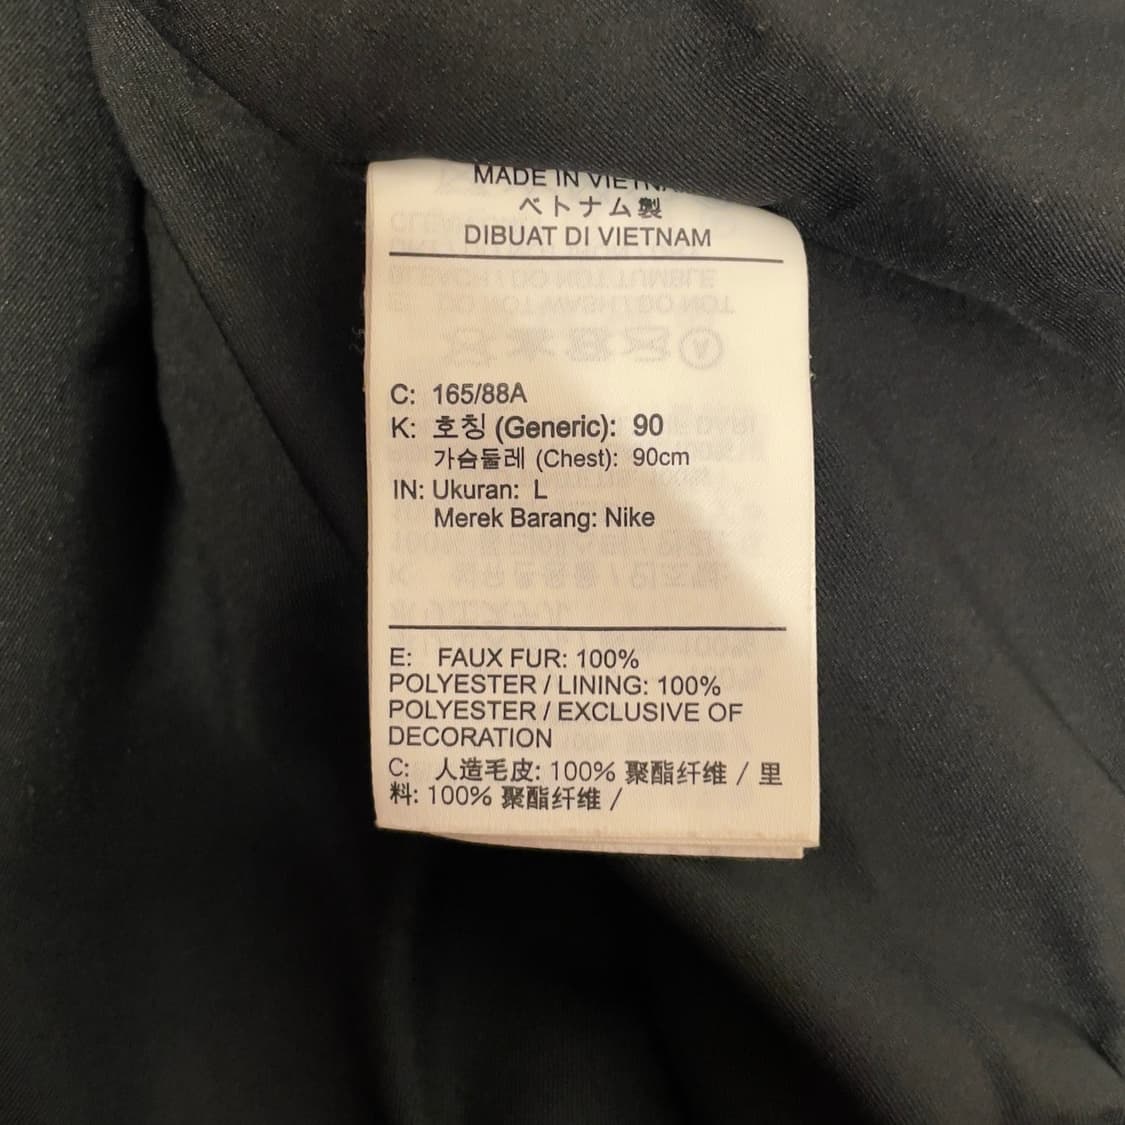 MADE IN
ベトナム製
DIBUAT DI VIETNAM
C: 165/88A
K: 호칭 (Generic): 90
가슴둘레 (Chest): 90cm
IN: Ukuran: L
Merek Barang: Nike
E: FAUX FUR: 100%
POLYESTER / LINING: 100%
POLYESTER / EXCLUSIVE OF
DECORATION
C: 人造毛皮: 100% 聚酯纤维 / 里
料: 100% 聚酯纤维 /